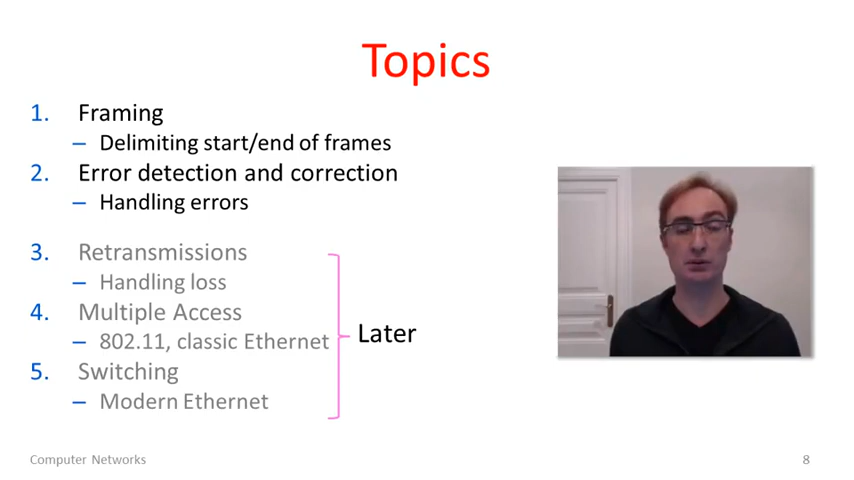 Topics
1. Framing
– Delimiting start/end of frames
2. Error detection and correction
– Handling errors
3. Retransmissions
– Handling loss
4. Multiple Access
– 802.11, classic Ethernet
5. Switching
– Modern Ethernet
Later
Computer Networks
8